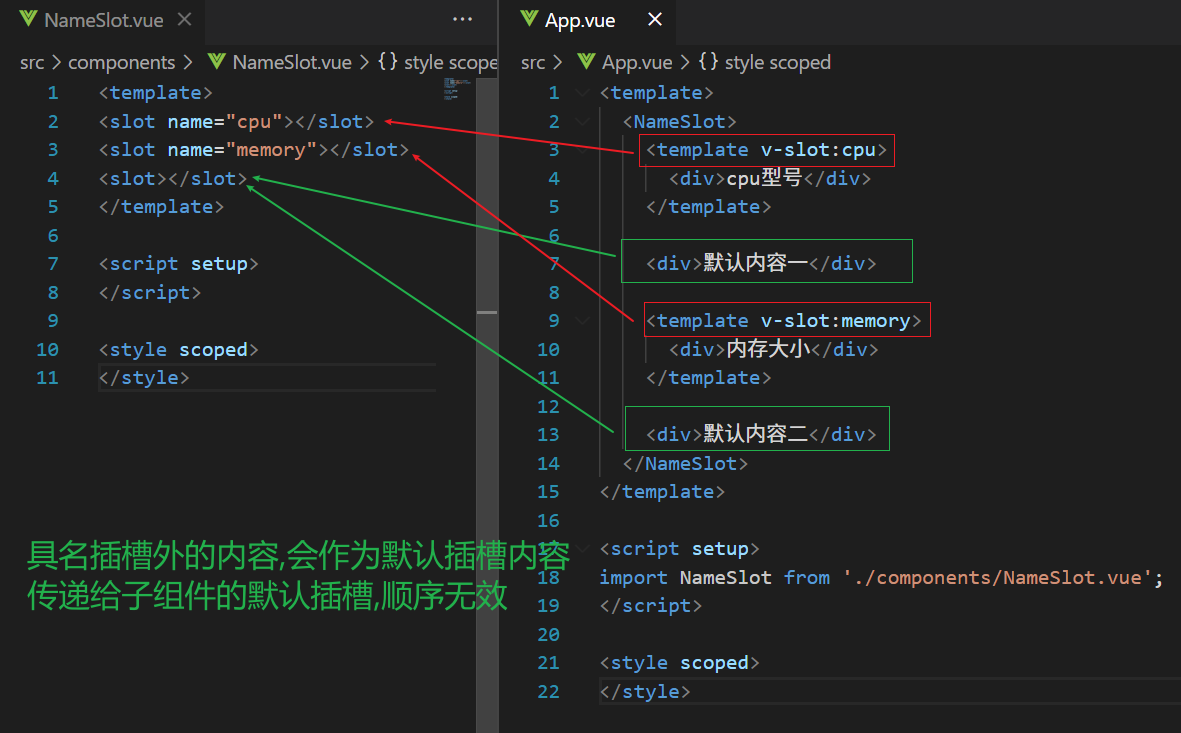 NameSlot.vue
src > components > NameSlot.vue > {} style scope
1 <template>
2 <slot name="cpu"></slot>
3 <slot name="memory"></slot>
4 <slot></slot>
5 </template>
6
7 <script setup>
8 </script>
9
10 <style scoped>
11 </style>
具名插槽外的内容,会作为默认插槽内容
传递给子组件的默认插槽,顺序无效
App.vue
src > App.vue > {} style scoped
1 <template>
2 <NameSlot>
3 <template v-slot:cpu>
4 <div>cpu型号</div>
5 </template>
6
7 <div>默认内容一</div>
8
9 <template v-slot:memory>
10 <div>内存大小</div>
11 </template>
12
13 <div>默认内容二</div>
14 </NameSlot>
15 </template>
16
17 <script setup>
18 import NameSlot from './components/NameSlot.vue';
19 </script>
20
21 <style scoped>
22 </style>